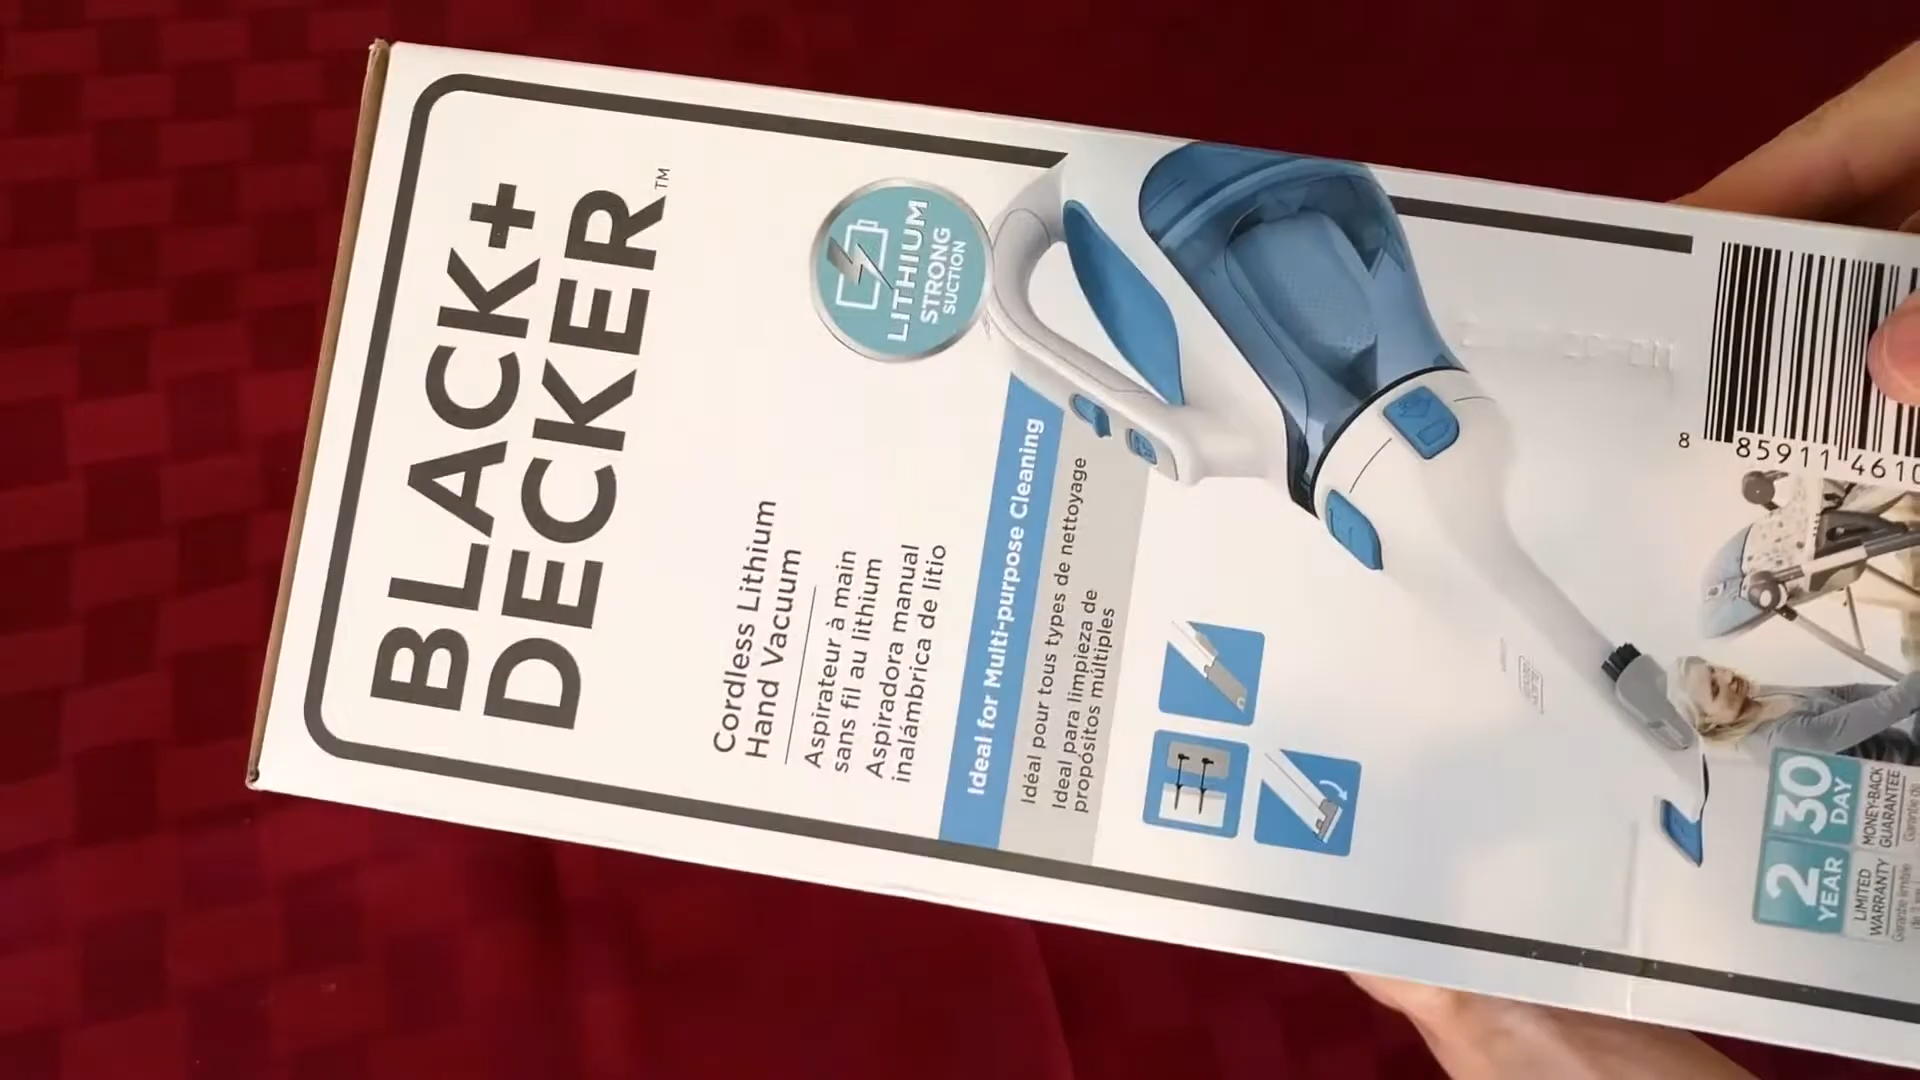 BLACK+
DECKER™
LITHIUM
STRONG
SUCTION
Cordless Lithium
Hand Vacuum
Aspirateur à main
sans fil au lithium
Aspiradora manual
inalámbrica de litio
Ideal for Multi-purpose Cleaning
Idéal pour tous types de nettoyage
Ideal para limpieza de
propósitos múltiples
8 85911 4610
2
YEAR
LIMITED
WARRANTY
30
DAY
MONEY-BACK
GUARANTEE